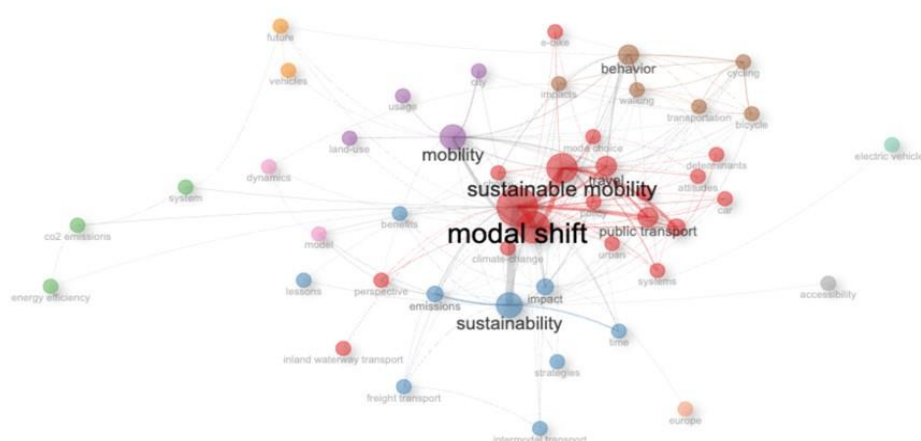 future
e-bike
behavior
cycling
vehicles
city
impacts
walking
usage
transportation
bicycle
land-use
mobility
mode choice
electric vehicle
dynamics
travel
determinants
sustainable mobility
attitudes
system
car
benefits
policy
co2 emissions
modal shift
public transport
model
urban
climate-change
systems
energy efficiency
lessons
perspective
emissions
impact
accessibility
sustainability
time
inland waterway transport
strategies
freight transport
europe
intermodal transport